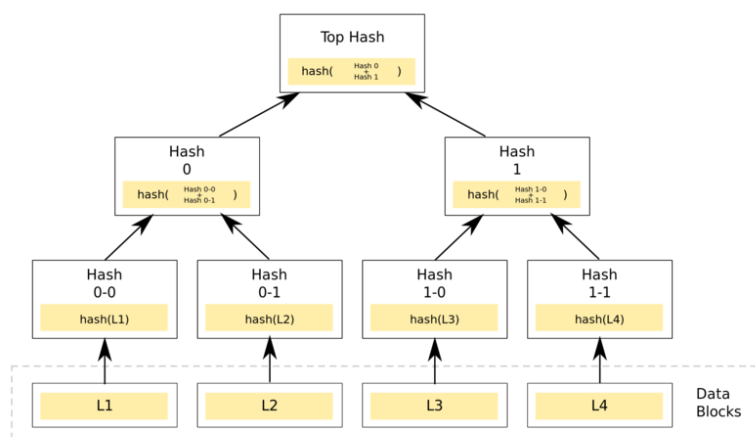 Top Hash
hash( Hash 0 + Hash 1 )
Hash
0
hash( Hash 0-0 + Hash 0-1 )
Hash
1
hash( Hash 1-0 + Hash 1-1 )
Hash
0-0
hash(L1)
Hash
0-1
hash(L2)
Hash
1-0
hash(L3)
Hash
1-1
hash(L4)
L1
L2
L3
L4
Data
Blocks